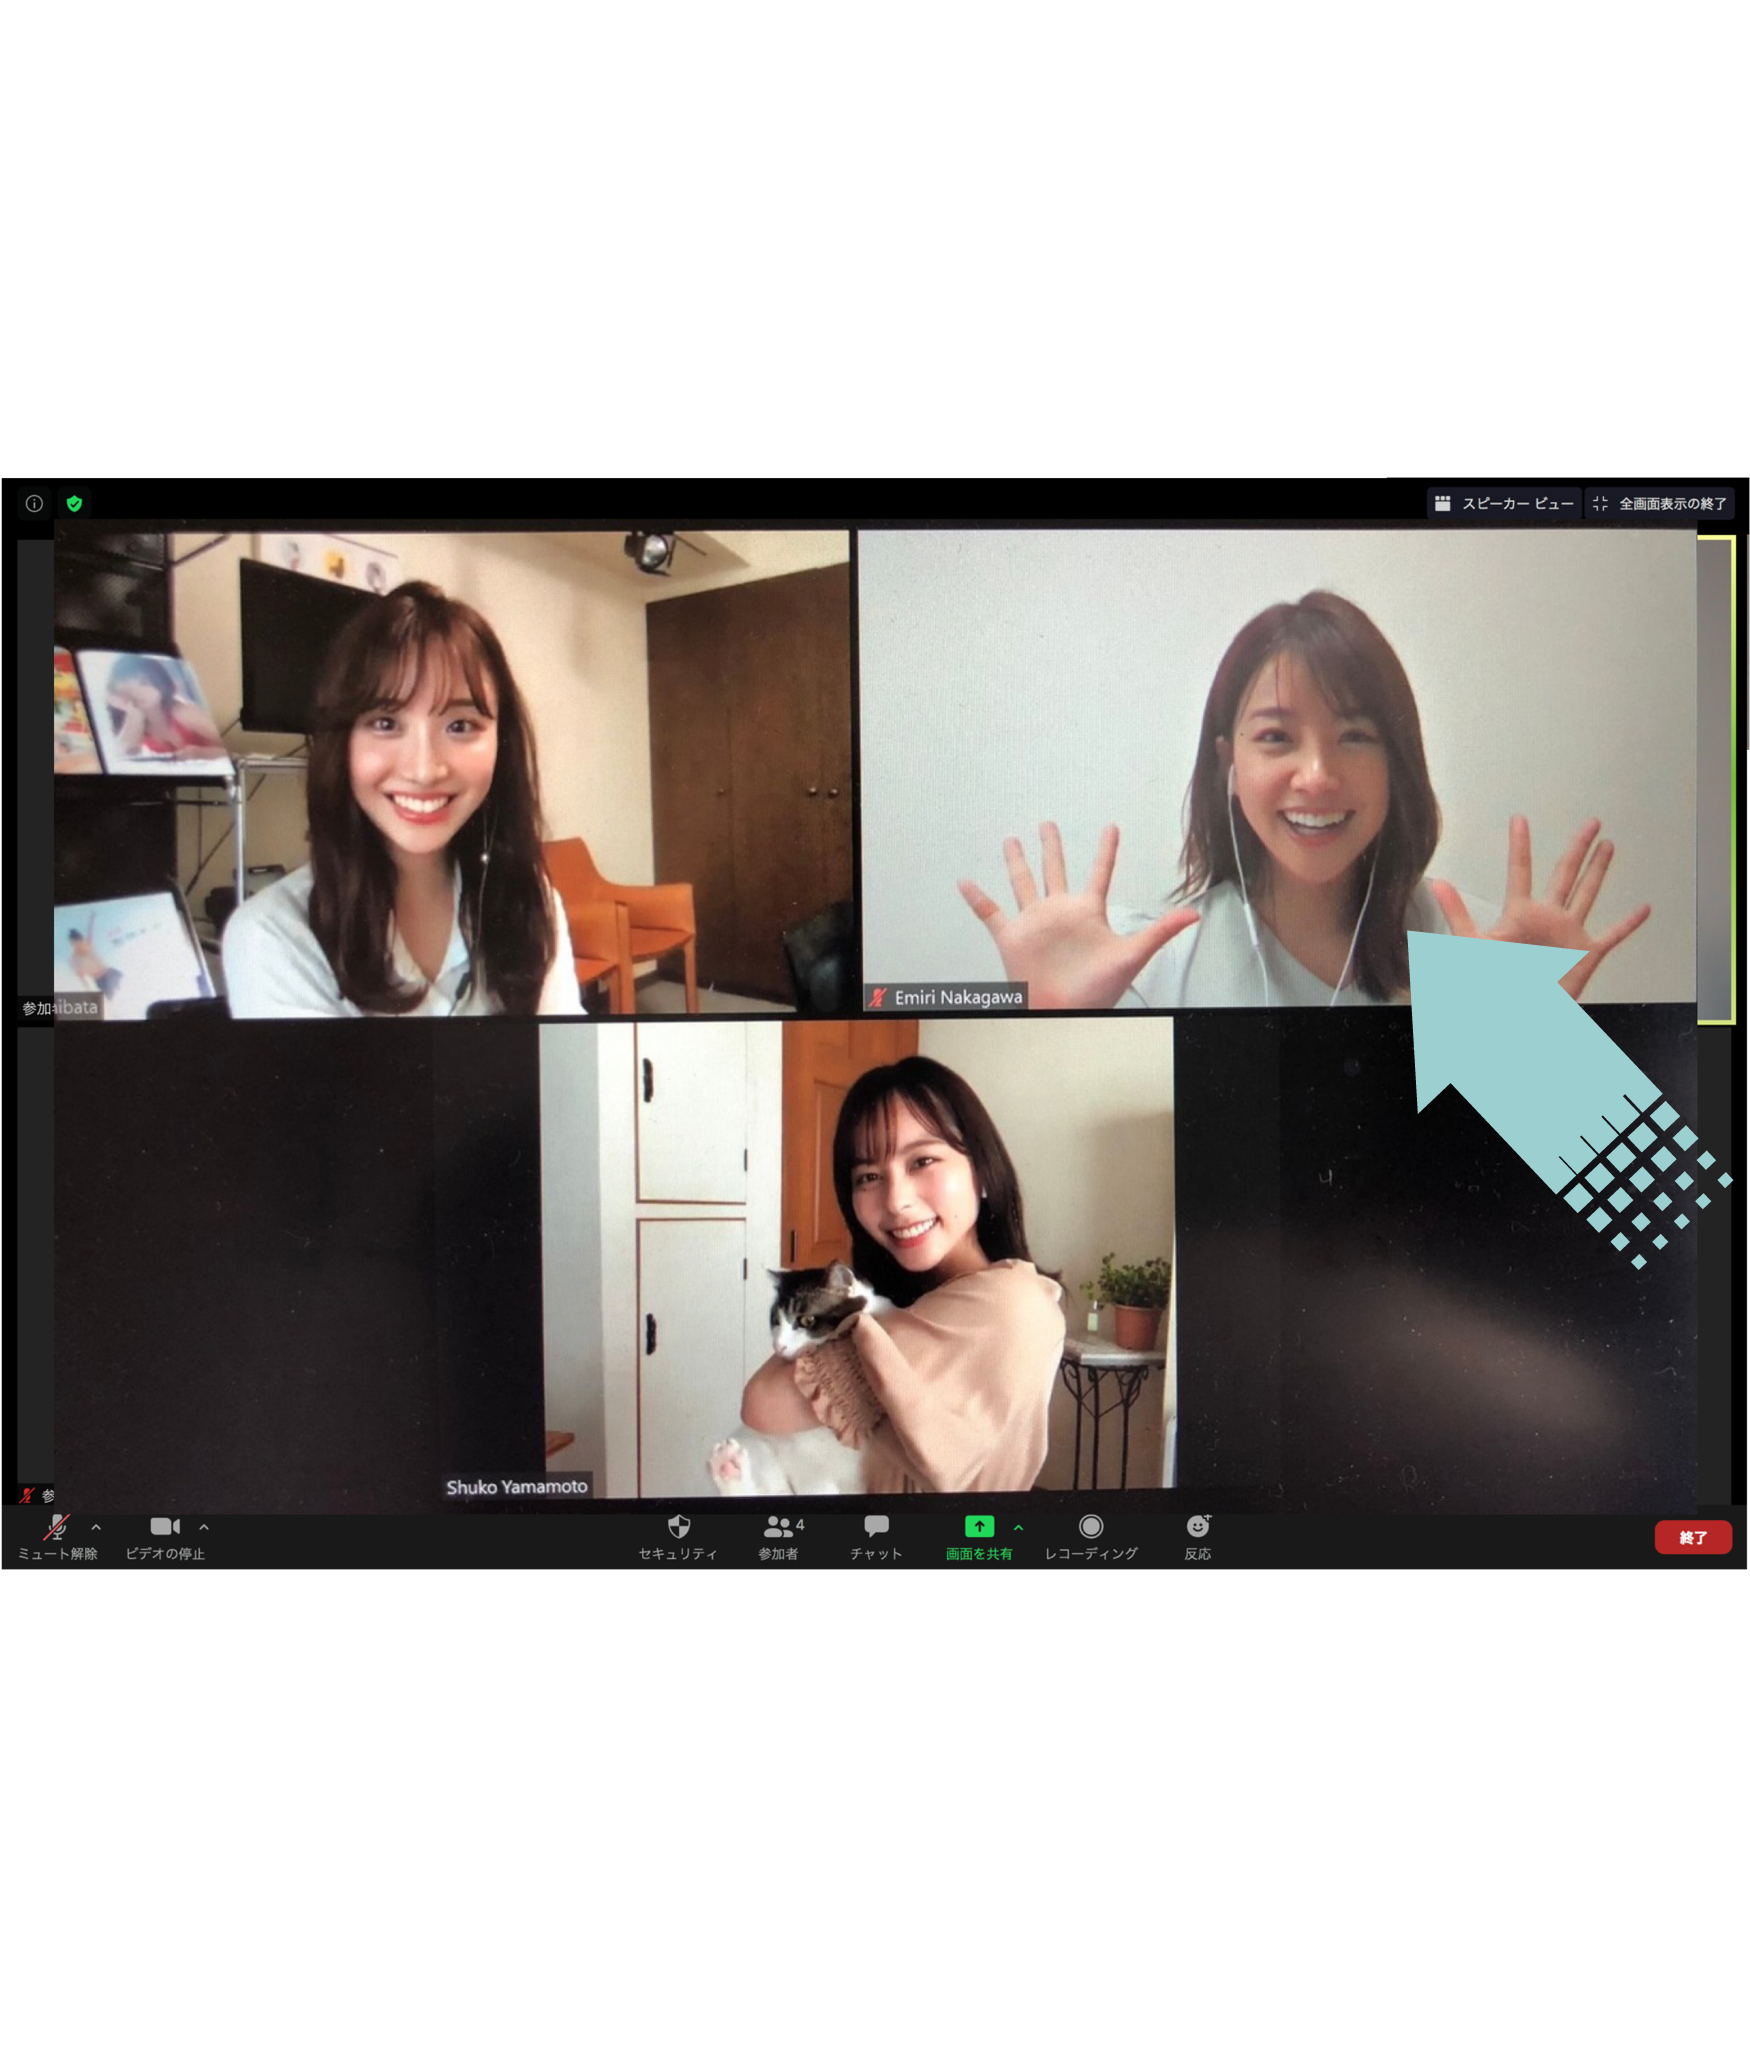 スピーカー ビュー
全画面表示の終了
参加
ibata
Emiri Nakagawa
Shuko Yamamoto
参
ミュート解除
ビデオの停止
セキュリティ
4
参加者
チャット
画面を共有
レコーディング
反応
終了